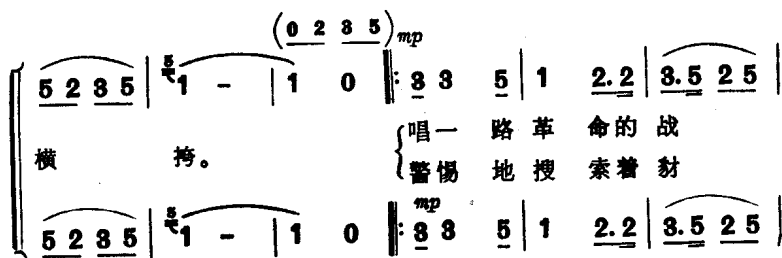 (0 2 3 5) mp
5 2 3 5 | 5 1 - | 1 0 ‖: 3 3 5 | 1 2. 2 | 3. 5 2 5 |
横 挎。 唱一 路 革 命的 战
警惕 地 搜 索着 豺
mp
5 2 3 5 | 5 1 - | 1 0 ‖: 3 3 5 | 1 2. 2 | 3. 5 2 5 |